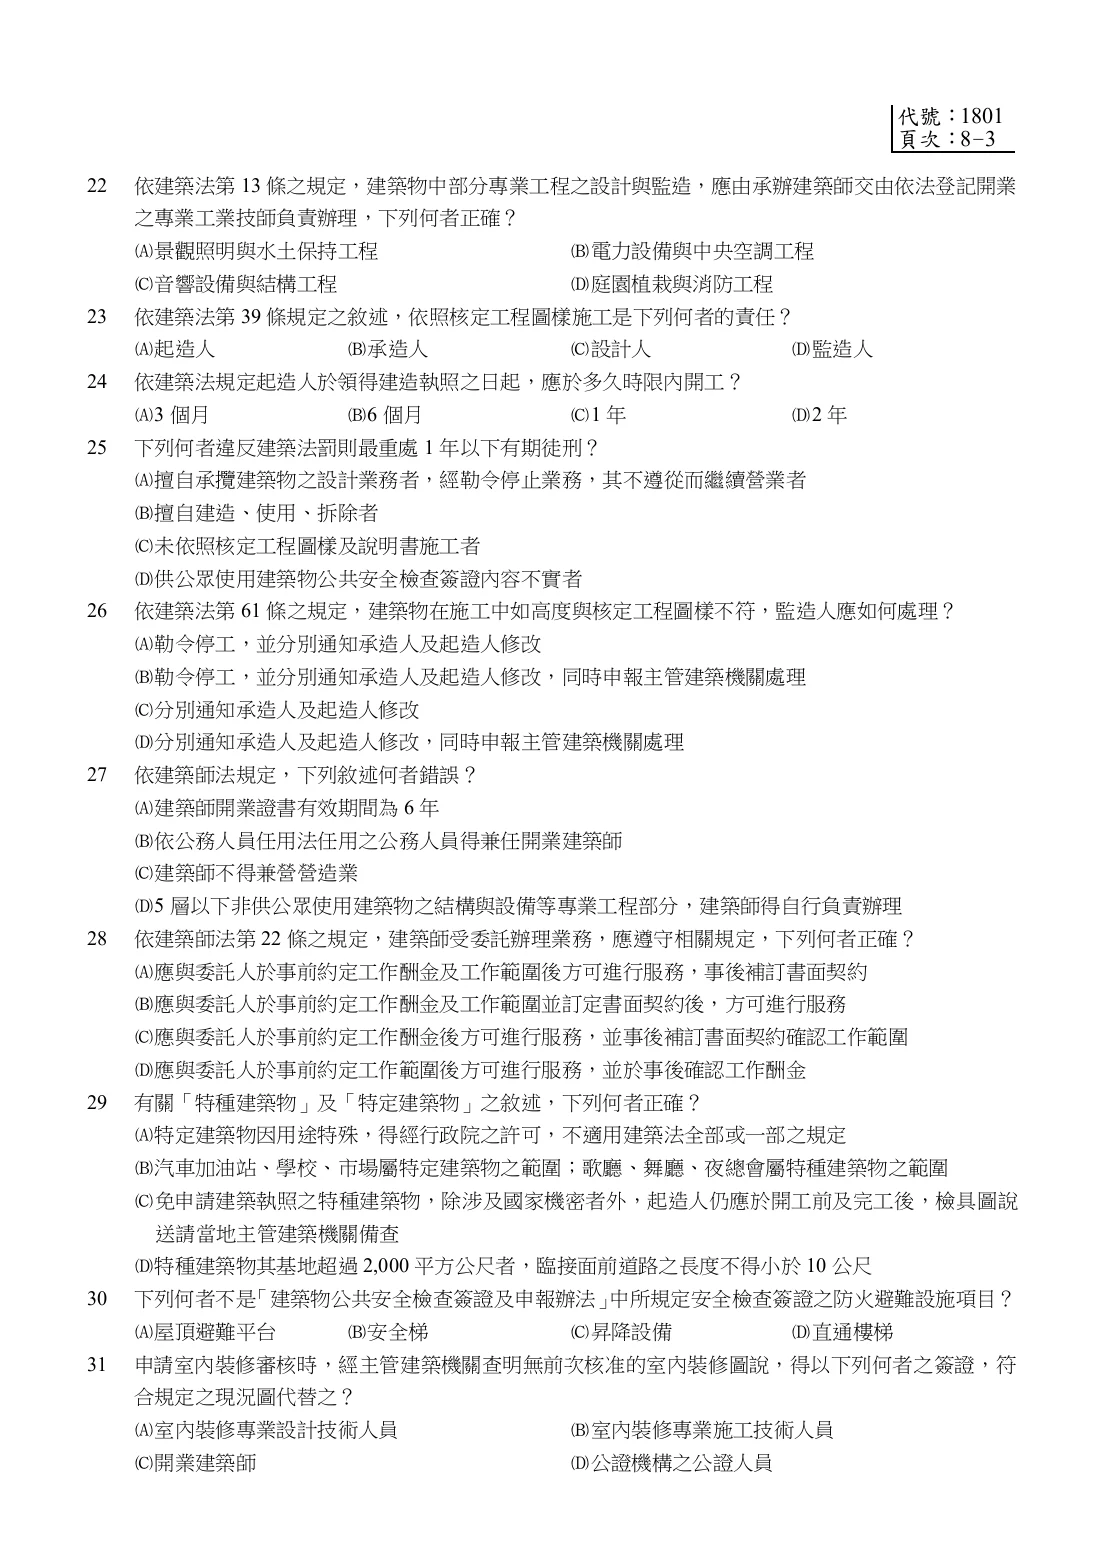 代號：1801
頁次：8-3
22 依建築法第 13 條之規定，建築物中部分專業工程之設計與監造，應由承辦建築師交由依法登記開業
之專業工業技師負責辦理，下列何者正確？
(A)景觀照明與水土保持工程 (B)電力設備與中央空調工程
(C)音響設備與結構工程 (D)庭園植栽與消防工程
23 依建築法第 39 條規定之敘述，依照核定工程圖樣施工是下列何者的責任？
(A)起造人 (B)承造人 (C)設計人 (D)監造人
24 依建築法規定起造人於領得建造執照之日起，應於多久時限內開工？
(A)3 個月 (B)6 個月 (C)1 年 (D)2 年
25 下列何者違反建築法罰則最重處 1 年以下有期徒刑？
(A)擅自承攬建築物之設計業務者，經勒令停止業務，其不遵從而繼續營業者
(B)擅自建造、使用、拆除者
(C)未依照核定工程圖樣及說明書施工者
(D)供公眾使用建築物公共安全檢查簽證內容不實者
26 依建築法第 61 條之規定，建築物在施工中如高度與核定工程圖樣不符，監造人應如何處理？
(A)勒令停工，並分別通知承造人及起造人修改
(B)勒令停工，並分別通知承造人及起造人修改，同時申報主管建築機關處理
(C)分別通知承造人及起造人修改
(D)分別通知承造人及起造人修改，同時申報主管建築機關處理
27 依建築師法規定，下列敘述何者錯誤？
(A)建築師開業證書有效期間為 6 年
(B)依公務人員任用法任用之公務人員得兼任開業建築師
(C)建築師不得兼營營造業
(D)5 層以下非供公眾使用建築物之結構與設備等專業工程部分，建築師得自行負責辦理
28 依建築師法第 22 條之規定，建築師受委託辦理業務，應遵守相關規定，下列何者正確？
(A)應與委託人於事前約定工作酬金及工作範圍後方可進行服務，事後補訂書面契約
(B)應與委託人於事前約定工作酬金及工作範圍並訂定書面契約後，方可進行服務
(C)應與委託人於事前約定工作酬金後方可進行服務，並事後補訂書面契約確認工作範圍
(D)應與委託人於事前約定工作範圍後方可進行服務，並於事後確認工作酬金
29 有關「特種建築物」及「特定建築物」之敘述，下列何者正確？
(A)特定建築物因用途特殊，得經行政院之許可，不適用建築法全部或一部之規定
(B)汽車加油站、學校、市場屬特定建築物之範圍；歌廳、舞廳、夜總會屬特種建築物之範圍
(C)免申請建築執照之特種建築物，除涉及國家機密者外，起造人仍應於開工前及完工後，檢具圖說
送請當地主管建築機關備查
(D)特種建築物其基地超過 2,000 平方公尺者，臨接面前道路之長度不得小於 10 公尺
30 下列何者不是「建築物公共安全檢查簽證及申報辦法」中所規定安全檢查簽證之防火避難設施項目？
(A)屋頂避難平台 (B)安全梯 (C)昇降設備 (D)直通樓梯
31 申請室內裝修審核時，經主管建築機關查明無前次核准的室內裝修圖說，得以下列何者之簽證，符
合規定之現況圖代替之？
(A)室內裝修專業設計技術人員 (B)室內裝修專業施工技術人員
(C)開業建築師 (D)公證機構之公證人員